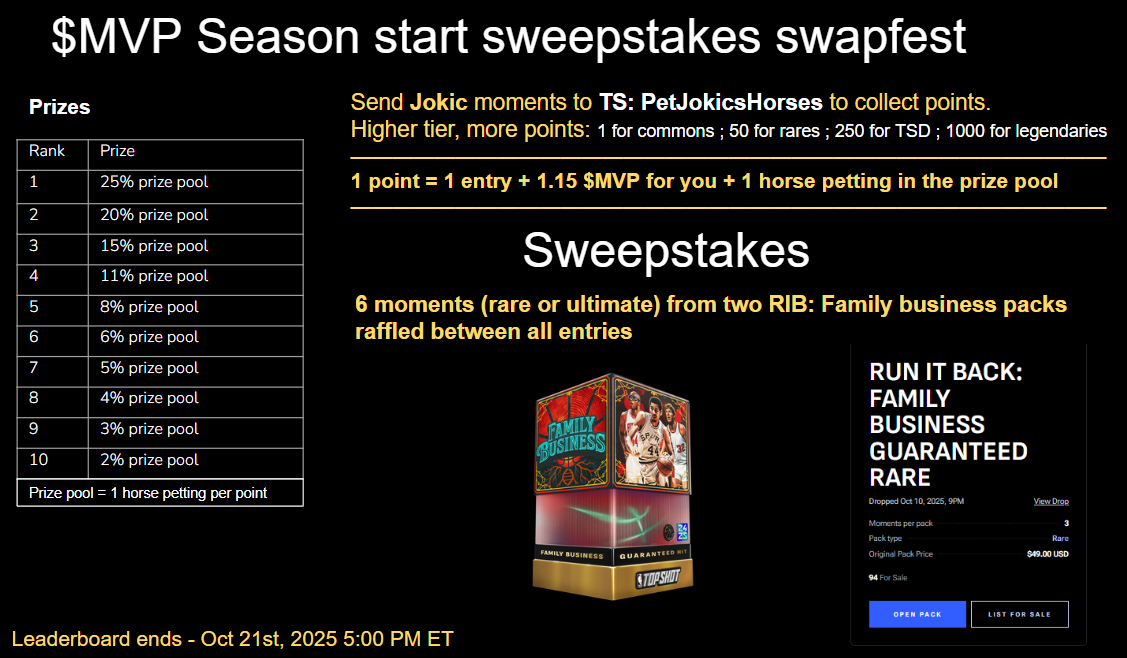 $MVP Season start sweepstakes swapfest
Prizes
Rank Prize
1 25% prize pool
2 20% prize pool
3 15% prize pool
4 11% prize pool
5 8% prize pool
6 6% prize pool
7 5% prize pool
8 4% prize pool
9 3% prize pool
10 2% prize pool
Prize pool = 1 horse petting per point
Send Jokic moments to TS: PetJokicsHorses to collect points.
Higher tier, more points: 1 for commons ; 50 for rares ; 250 for TSD ; 1000 for legendaries
1 point = 1 entry + 1.15 $MVP for you + 1 horse petting in the prize pool
Sweepstakes
6 moments (rare or ultimate) from two RIB: Family business packs
raffled between all entries
FAMILY
BUSINESS
SPURS
44
32
24
25
FAMILY BUSINESS
GUARANTEED HIT
TOP SHOT
RUN IT BACK:
FAMILY
BUSINESS
GUARANTEED
RARE
Dropped Oct 10, 2025, 9PM View Drop
Moments per pack 3
Pack type Rare
Original Pack Price $49.00 USD
94 For Sale
OPEN PACK LIST FOR SALE
Leaderboard ends - Oct 21st, 2025 5:00 PM ET